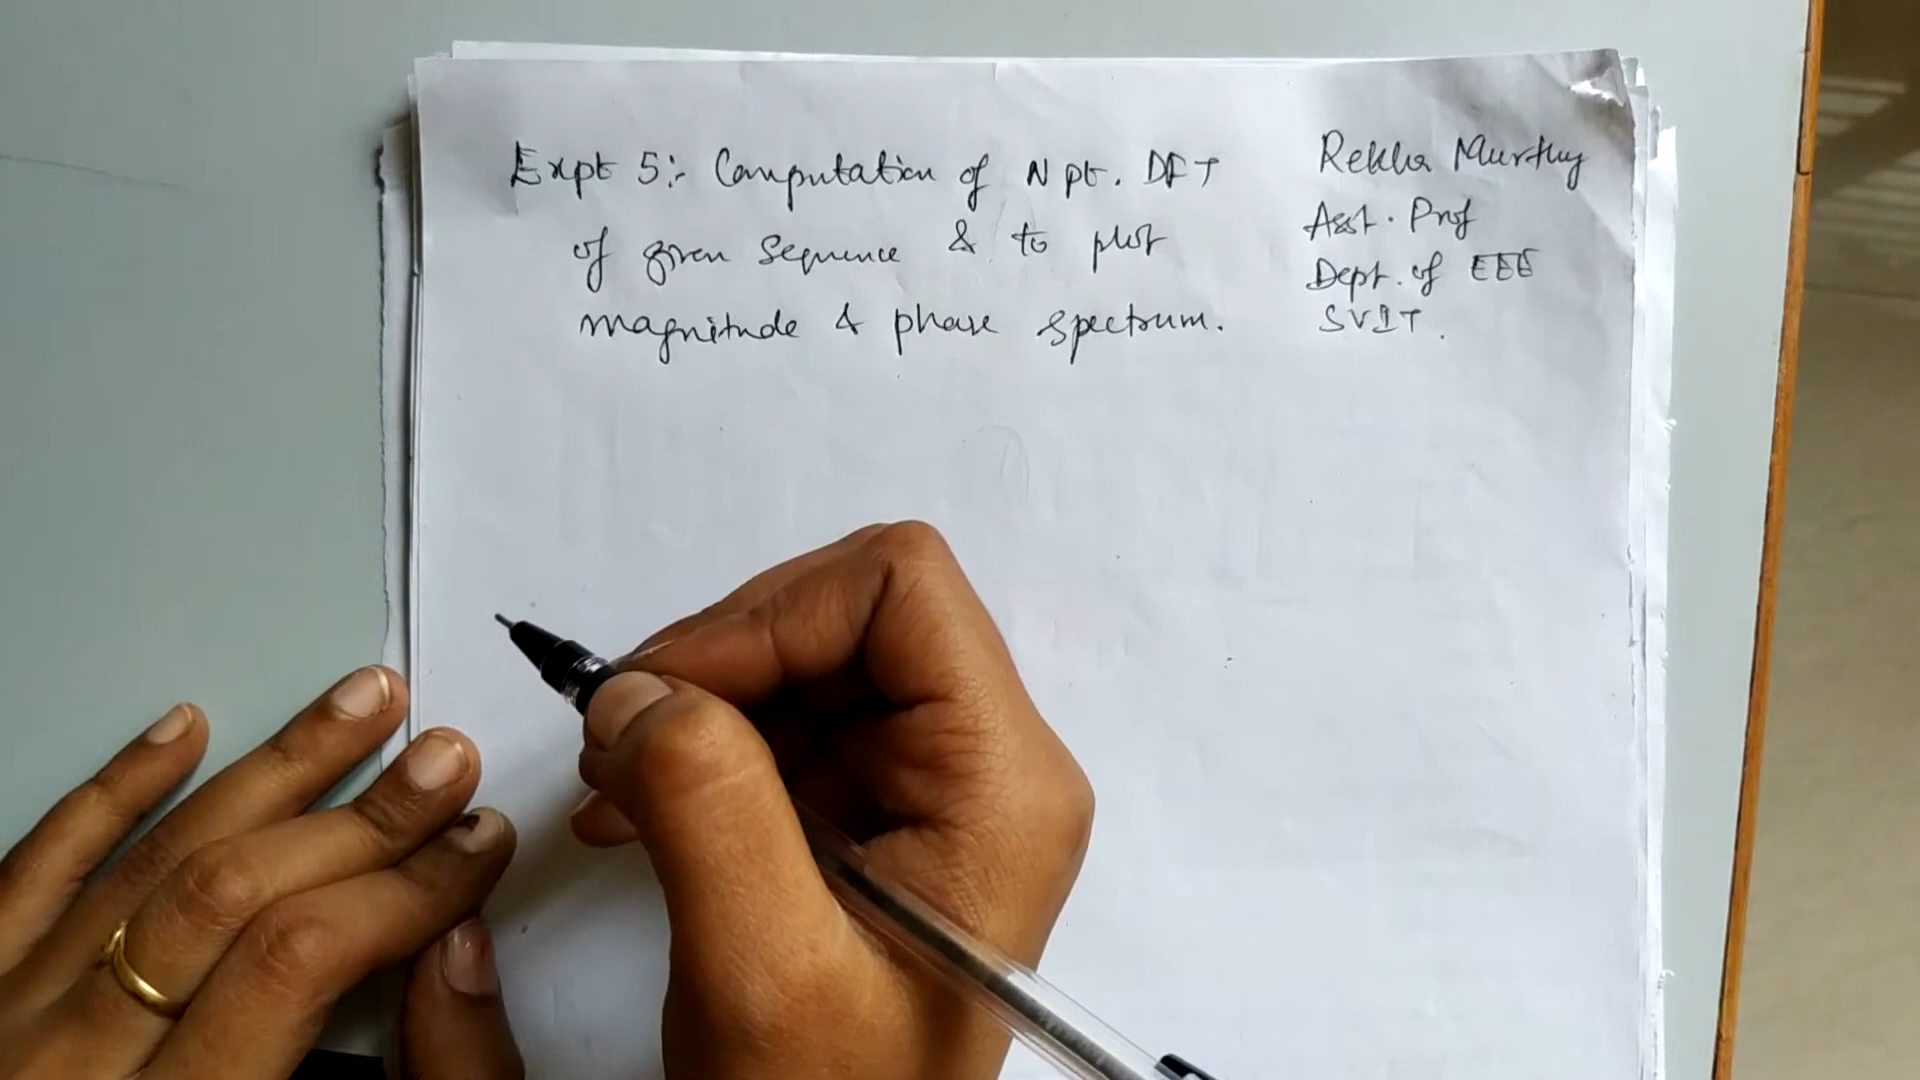 Expt 5:- Computation of N pt. DFT
of given sequence & to plot
magnitude & phase spectrum.
Rekha Murthy
Asst. Prof
Dept. of EEE
SVIT.